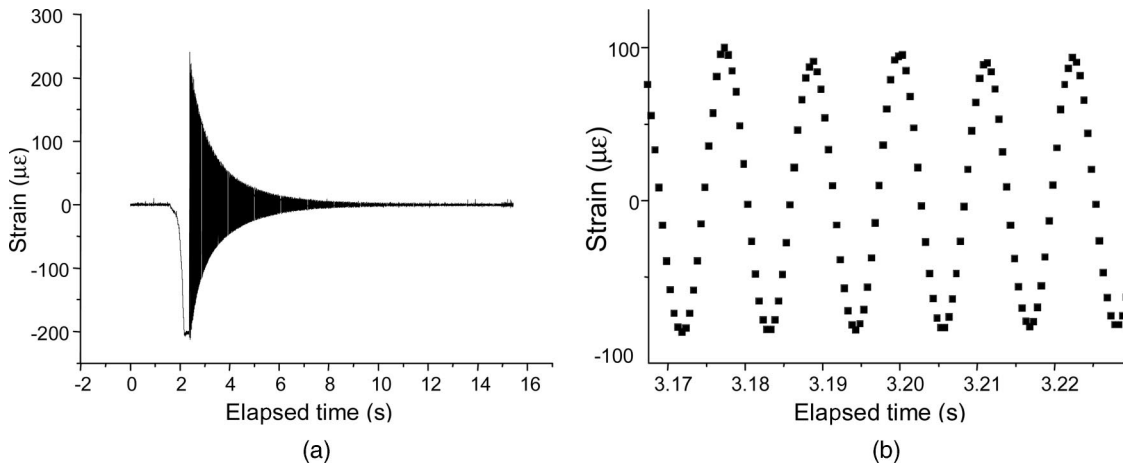 300
200
100
0
-100
-200
Strain (με)
-2 0 2 4 6 8 10 12 14 16
Elapsed time (s)
(a)
100
0
-100
Strain (με)
3.17 3.18 3.19 3.20 3.21 3.22
Elapsed time (s)
(b)